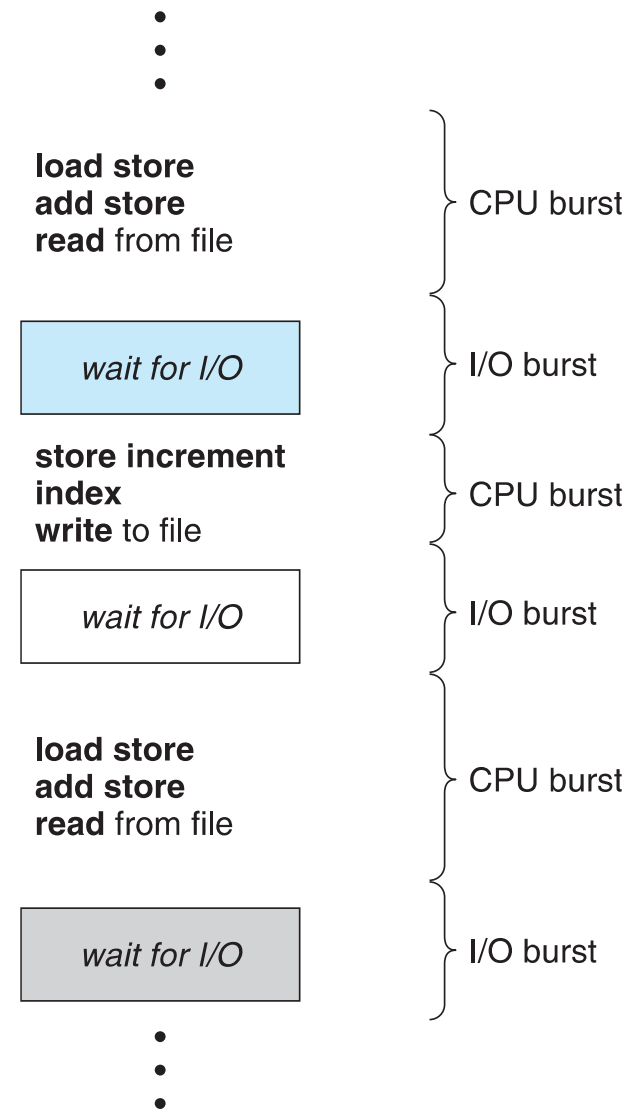 load store
add store
read from file
CPU burst
wait for I/O
I/O burst
store increment
index
write to file
CPU burst
wait for I/O
I/O burst
load store
add store
read from file
CPU burst
wait for I/O
I/O burst